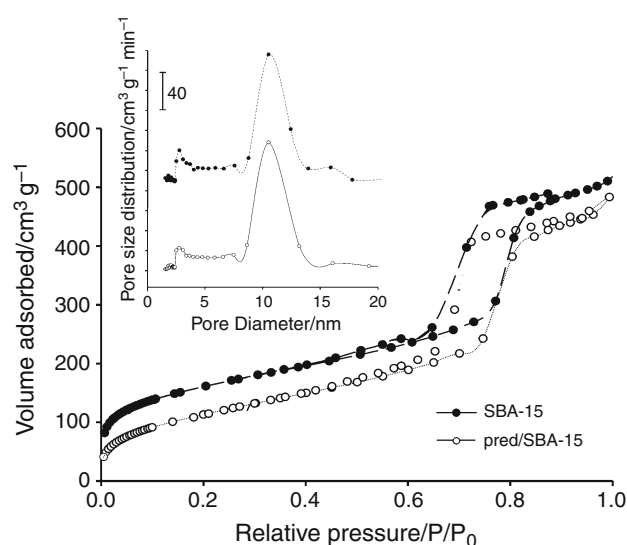 Pore size distribution/cm³ g⁻¹ min⁻¹
40
0 5 10 15 20
Pore Diameter/nm
Volume adsorbed/cm³ g⁻¹
600
500
400
300
200
100
0
SBA-15
pred/SBA-15
0.0 0.2 0.4 0.6 0.8 1.0
Relative pressure/P/P₀